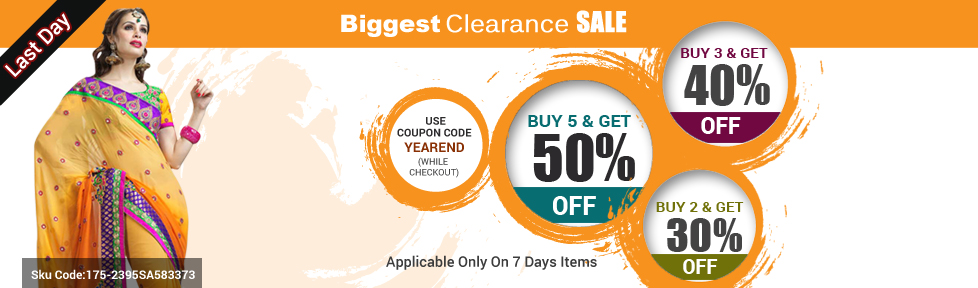 Last Day
Biggest Clearance SALE
USE
COUPON CODE
YEAREND
(WHILE
CHECKOUT)
BUY 5 & GET
50%
OFF
BUY 3 & GET
40%
OFF
BUY 2 & GET
30%
OFF
Applicable Only On 7 Days Items
Sku Code:175-2395SA583373